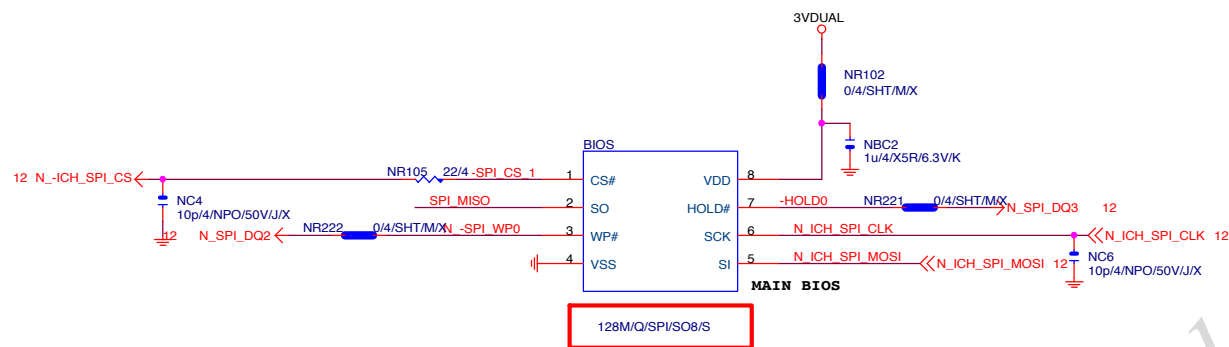 3VDUAL
NR102
0/4/SHT/M/X
BIOS
NBC2
1u/4/X5R/6.3V/K
12 N_-ICH_SPI_CS
NR105 22/4 -SPI_CS_1
1 CS#
VDD 8
NC4
10p/4/NPO/50V/J/X
SPI_MISO
2 SO
HOLD# 7
-HOLD0
NR221 0/4/SHT/M/X
N_SPI_DQ3 12
12 N_SPI_DQ2
NR222 0/4/SHT/M/X
N_-SPI_WP0
3 WP#
SCK 6
N_ICH_SPI_CLK
N_ICH_SPI_CLK 12
4 VSS
SI 5
N_ICH_SPI_MOSI
N_ICH_SPI_MOSI 12
NC6
10p/4/NPO/50V/J/X
MAIN BIOS
128M/Q/SPI/SO8/S